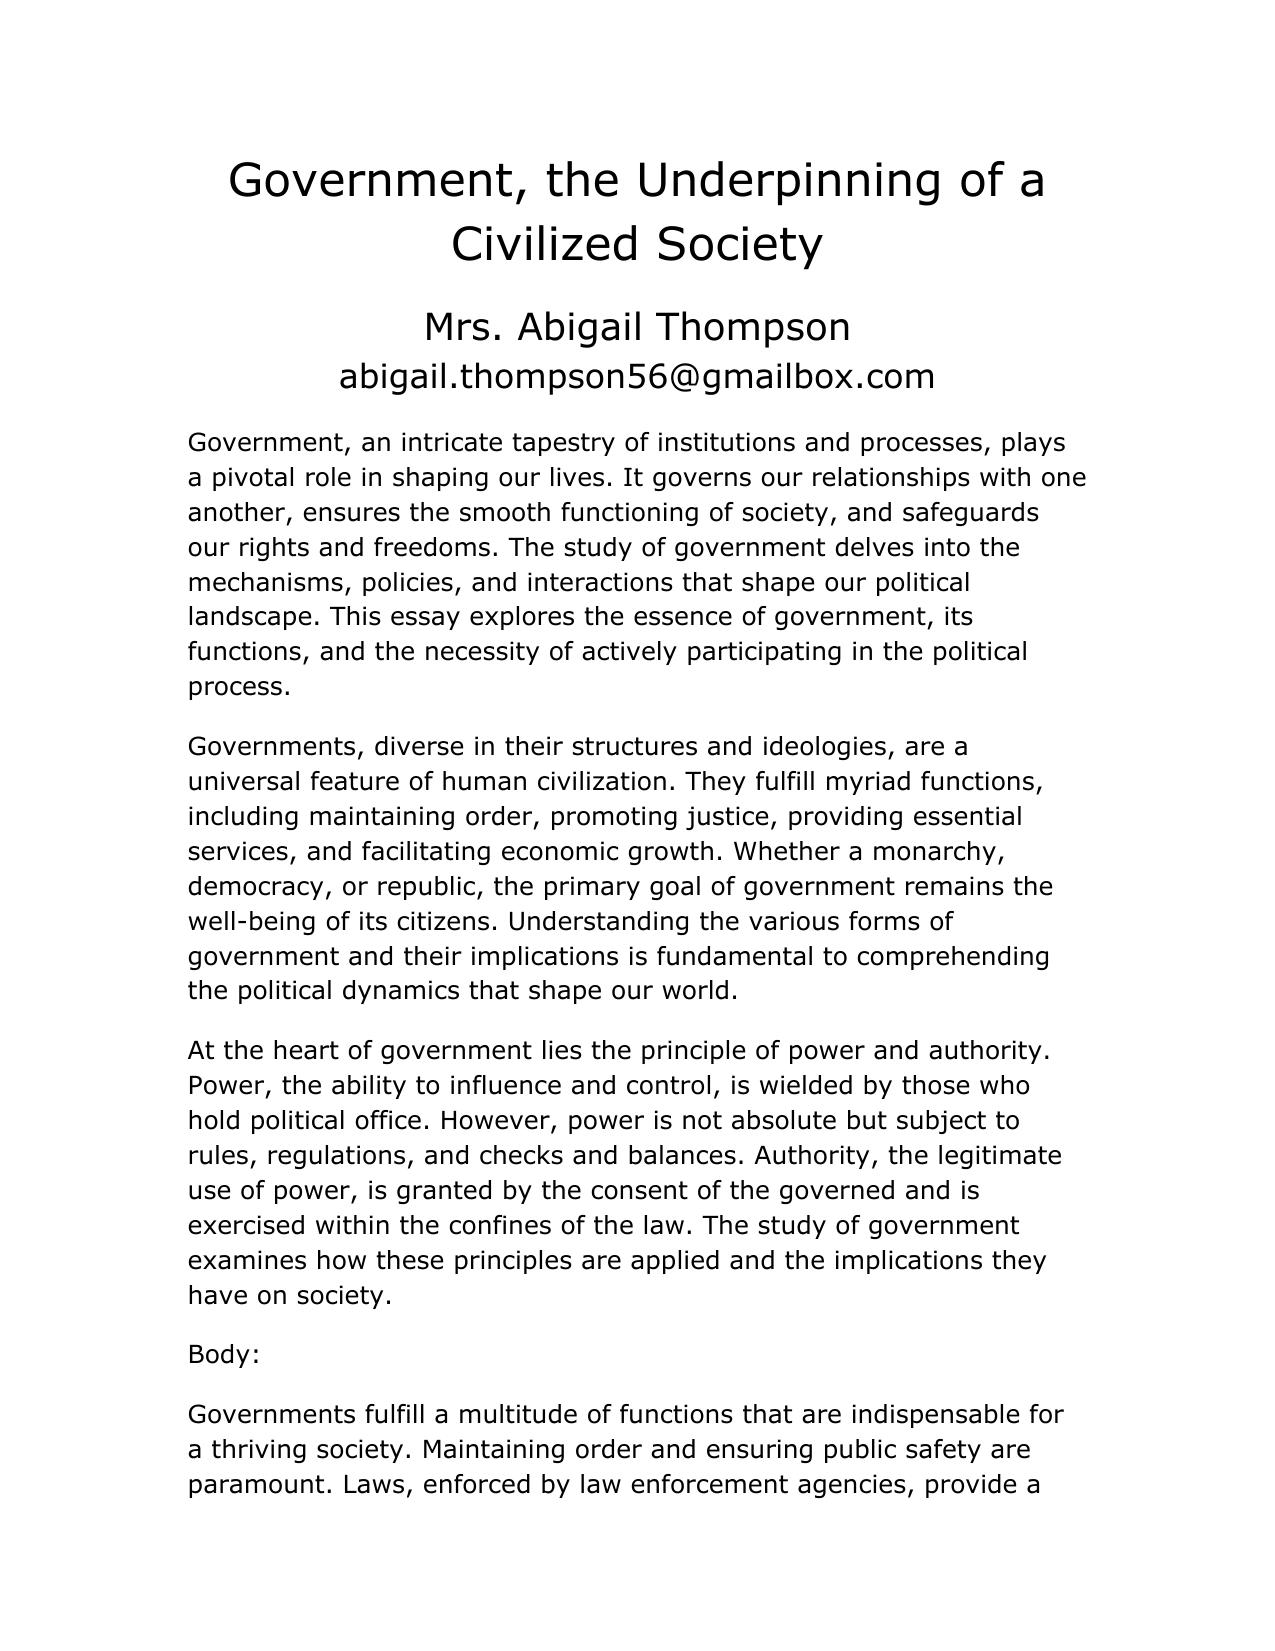 Government, the Underpinning of a
Civilized Society
Mrs. Abigail Thompson
abigail.thompson56@gmailbox.com
Government, an intricate tapestry of institutions and processes, plays
a pivotal role in shaping our lives. It governs our relationships with one
another, ensures the smooth functioning of society, and safeguards
our rights and freedoms. The study of government delves into the
mechanisms, policies, and interactions that shape our political
landscape. This essay explores the essence of government, its
functions, and the necessity of actively participating in the political
process.
Governments, diverse in their structures and ideologies, are a
universal feature of human civilization. They fulfill myriad functions,
including maintaining order, promoting justice, providing essential
services, and facilitating economic growth. Whether a monarchy,
democracy, or republic, the primary goal of government remains the
well-being of its citizens. Understanding the various forms of
government and their implications is fundamental to comprehending
the political dynamics that shape our world.
At the heart of government lies the principle of power and authority.
Power, the ability to influence and control, is wielded by those who
hold political office. However, power is not absolute but subject to
rules, regulations, and checks and balances. Authority, the legitimate
use of power, is granted by the consent of the governed and is
exercised within the confines of the law. The study of government
examines how these principles are applied and the implications they
have on society.
Body:
Governments fulfill a multitude of functions that are indispensable for
a thriving society. Maintaining order and ensuring public safety are
paramount. Laws, enforced by law enforcement agencies, provide a